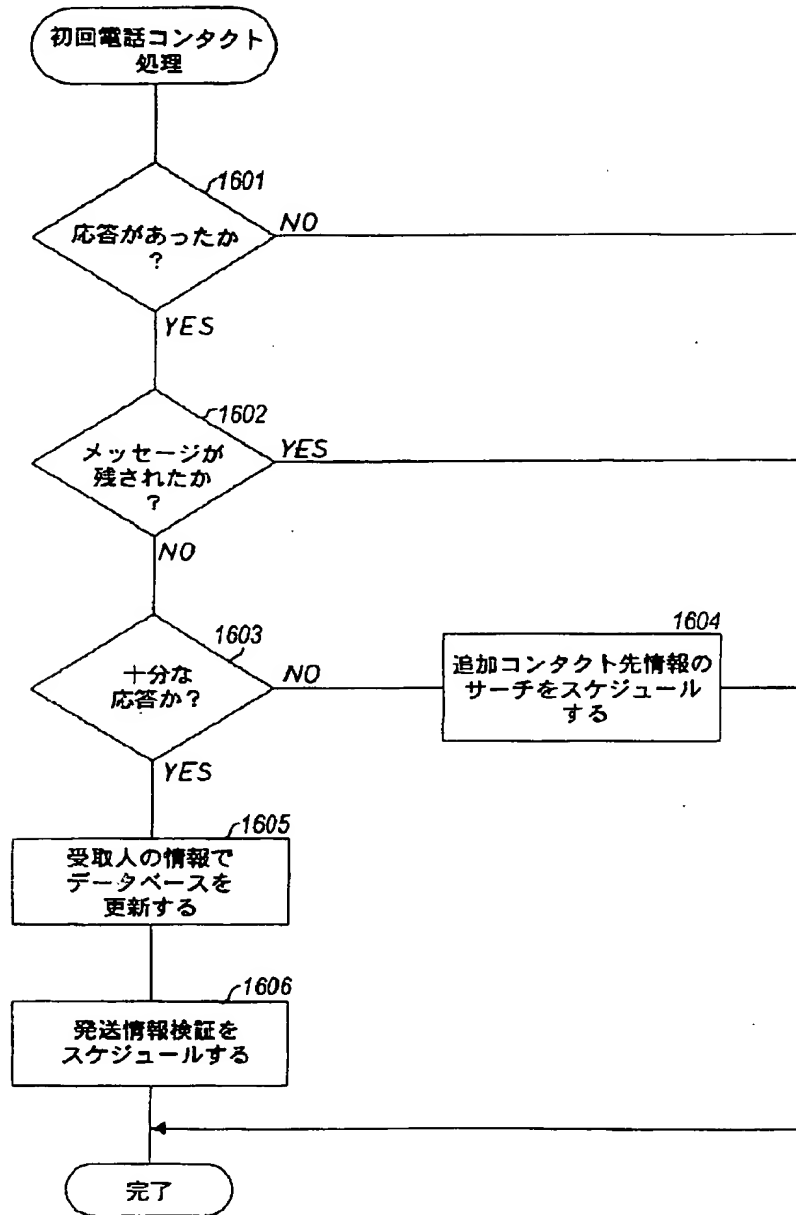 初回電話コンタクト
処理
1601
応答があったか
?
NO
YES
1602
メッセージが
残されたか
?
YES
NO
1603
十分な
応答か?
NO
1604
追加コンタクト先情報の
サーチをスケジュール
する
YES
1605
受取人の情報で
データベースを
更新する
1606
発送情報検証を
スケジュールする
完了